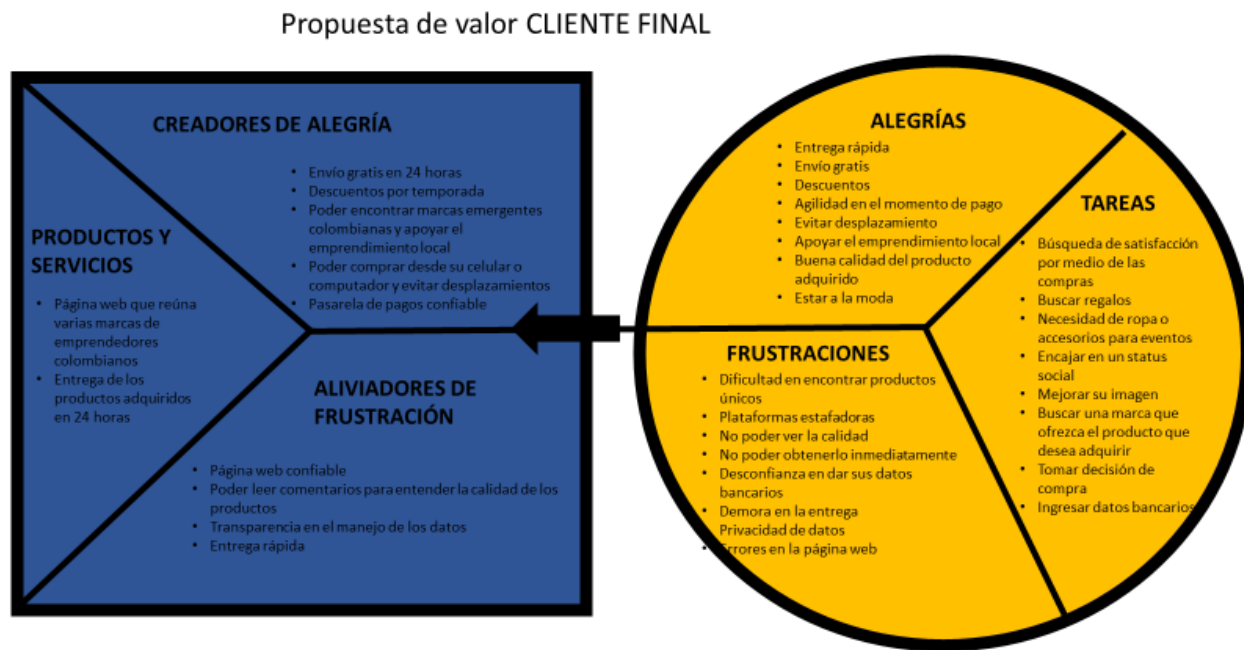 Propuesta de valor CLIENTE FINAL
CREADORES DE ALEGRÍA
• Envío gratis en 24 horas
• Descuentos por temporada
• Poder encontrar marcas emergentes
colombianas y apoyar el
emprendimiento local
• Poder comprar desde su celular o
computador y evitar desplazamientos
• Pasarela de pagos confiable
PRODUCTOS Y
SERVICIOS
• Página web que reúna
varias marcas de
emprendedores
colombianos
• Entrega de los
productos adquiridos
en 24 horas
ALIVIADORES DE
FRUSTRACIÓN
• Página web confiable
• Poder leer comentarios para entender la calidad de los
productos
• Transparencia en el manejo de los datos
• Entrega rápida
ALEGRÍAS
• Entrega rápida
• Envío gratis
• Descuentos
• Agilidad en el momento de pago
• Evitar desplazamiento
• Apoyar el emprendimiento local
• Buena calidad del producto
adquirido
• Estar a la moda
TAREAS
• Búsqueda de satisfacción
por medio de las
compras
• Buscar regalos
• Necesidad de ropa o
accesorios para eventos
• Encajar en un status
social
• Mejorar su imagen
• Buscar una marca que
ofrezca el producto que
desea adquirir
• Tomar decisión de
compra
• Ingresar datos bancarios
FRUSTRACIONES
• Dificultad en encontrar productos
únicos
• Plataformas estafadoras
• No poder ver la calidad
• No poder obtenerlo inmediatamente
• Desconfianza en dar sus datos
bancarios
• Demora en la entrega
Privacidad de datos
• Errores en la página web